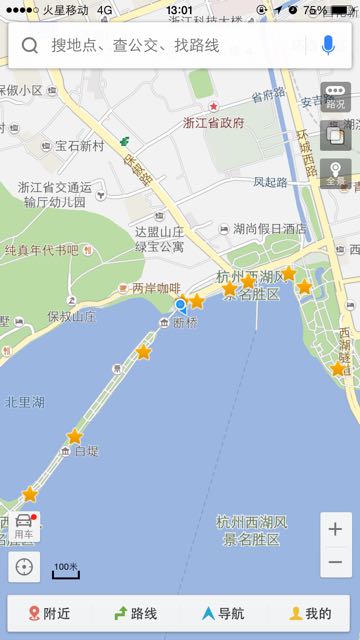 火星移动 4G 13:01 75%
浙江科技大楼
搜地点、查公交、找路线
保俶小区
省府路
安吉
路况
浙江省政府
宝石新村
保俶路
环城西路
全景
浙江省交通运
输厅幼儿园
凤起路
达盟山庄
绿宝公寓
湖尚假日酒店
纯真年代书吧
两岸咖啡
杭州西湖风
景名胜区
保叔山庄
断桥
西湖隧
北里湖
白堤
用车
杭州西湖风
景名胜区
100米
附近 路线 导航 我的